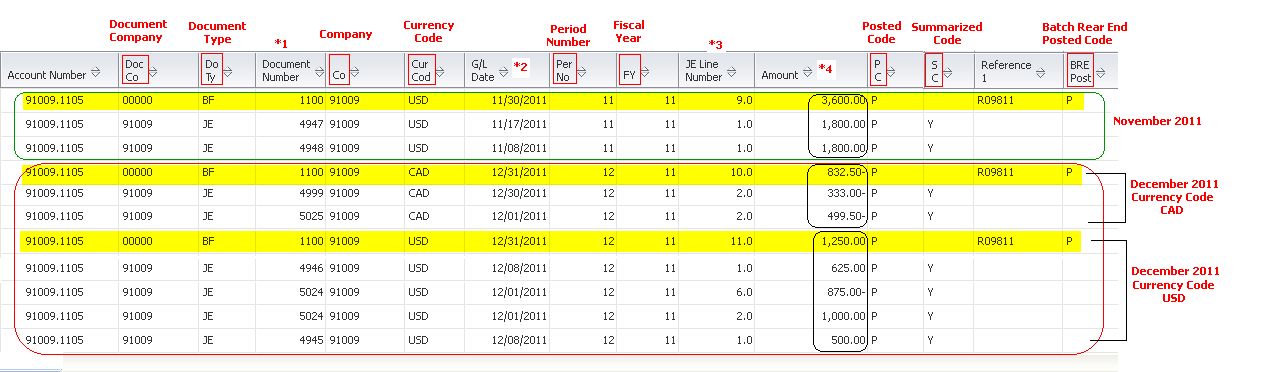 Document Company Document Type *1 Company Currency Code Period Number Fiscal Year *3 Posted Code Summarized Code Batch Rear End Posted Code
Account Number Doc Co Do Ty Document Number Co Cur Cod G/L Date *2 Per No FY JE Line Number Amount *4 P C S C Reference 1 BRE Post
91009.1105 00000 BF 1100 91009 USD 11/30/2011 11 11 9.0 3,600.00 P R09811 P
91009.1105 91009 JE 4947 91009 USD 11/17/2011 11 11 1.0 1,800.00 P Y
November 2011
91009.1105 91009 JE 4948 91009 USD 11/08/2011 11 11 1.0 1,800.00 P Y
91009.1105 00000 BF 1100 91009 CAD 12/31/2011 12 11 10.0 832.50- P R09811 P
91009.1105 91009 JE 4999 91009 CAD 12/30/2011 12 11 2.0 333.00- P Y
91009.1105 91009 JE 5025 91009 CAD 12/01/2011 12 11 2.0 499.50- P Y
December 2011
Currency Code
CAD
91009.1105 00000 BF 1100 91009 USD 12/31/2011 12 11 11.0 1,250.00 P R09811 P
91009.1105 91009 JE 4946 91009 USD 12/08/2011 12 11 1.0 625.00 P Y
91009.1105 91009 JE 5024 91009 USD 12/01/2011 12 11 6.0 875.00- P Y
91009.1105 91009 JE 5024 91009 USD 12/01/2011 12 11 2.0 1,000.00 P Y
91009.1105 91009 JE 4945 91009 USD 12/08/2011 12 11 1.0 500.00 P Y
December 2011
Currency Code
USD